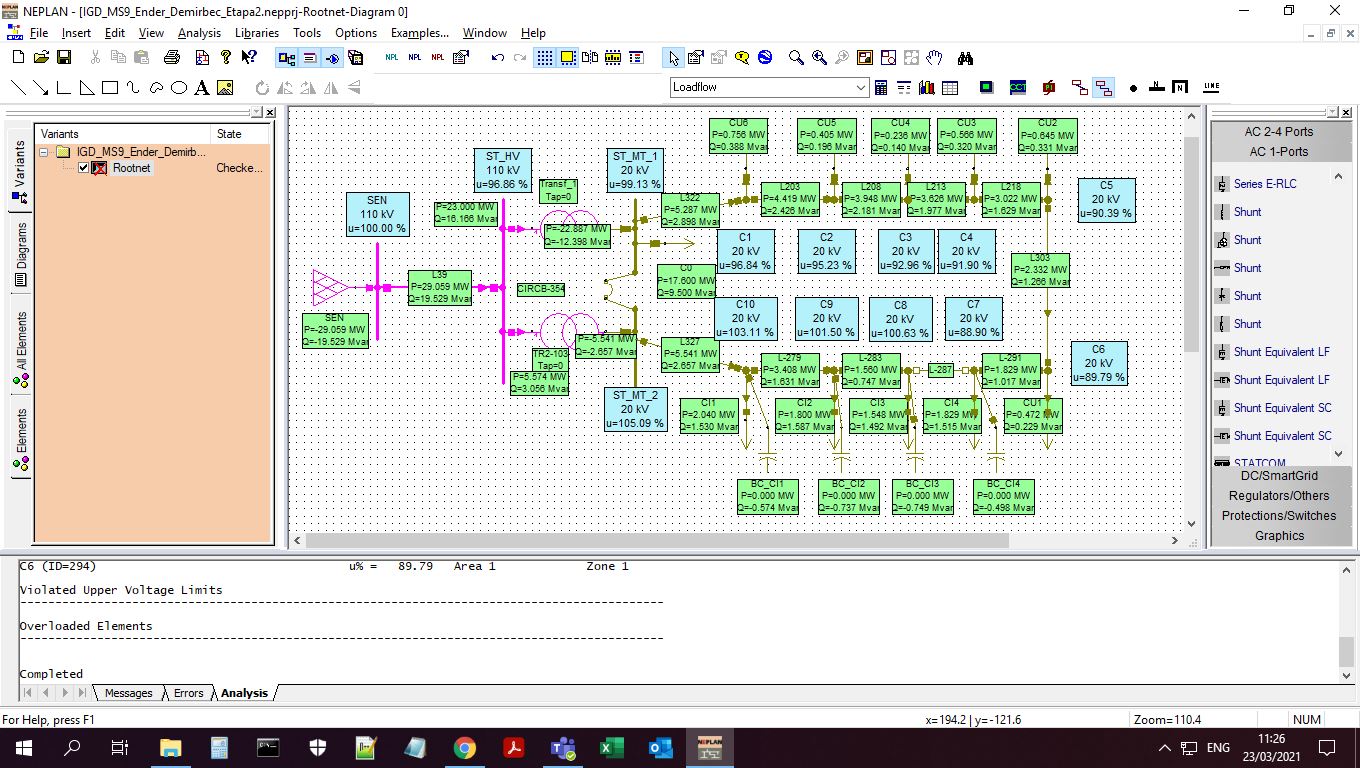 NEPLAN - [IGD_MS9_Ender_Demirbec_Etapa2.nepprj-Rootnet-Diagram 0]
File Insert Edit View Analysis Libraries Tools Options Examples... Window Help
NPL NPL NPL
A Loadflow CCT N LINE
Variants
Diagrams
All Elements
Elements
Variants State
IGD_MS9_Ender_Demirb...
Rootnet Checke...
SEN
110 kV
u=100.00 %
SEN
P=-29.059 MW
Q=-19.529 Mvar
L39
P=29.059 MW
Q=19.529 Mvar
ST_HV
110 kV
u=96.86 %
P=23.000 MW
Q=16.166 Mvar
Transf_1
Tap=0
P=-22.887 MW
Q=-12.398 Mvar
CIRCB-354
TR2-103
Tap=0
P=5.574 MW
Q=3.056 Mvar
P=-5.541 MW
Q=-2.657 Mvar
ST_MT_1
20 kV
u=99.13 %
ST_MT_2
20 kV
u=105.09 %
L322
P=5.287 MW
Q=2.898 Mvar
C0
P=17.600 MW
Q=9.500 Mvar
L327
P=5.541 MW
Q=2.657 Mvar
CU6
P=0.756 MW
Q=0.388 Mvar
CU5
P=0.405 MW
Q=0.196 Mvar
CU4
P=0.236 MW
Q=0.140 Mvar
CU3
P=0.566 MW
Q=0.320 Mvar
CU2
P=0.645 MW
Q=0.331 Mvar
L203
P=4.419 MW
Q=2.426 Mvar
L208
P=3.948 MW
Q=2.181 Mvar
L213
P=3.626 MW
Q=1.977 Mvar
L218
P=3.022 MW
Q=1.629 Mvar
C5
20 kV
u=90.39 %
C1
20 kV
u=96.84 %
C2
20 kV
u=95.23 %
C3
20 kV
u=92.96 %
C4
20 kV
u=91.90 %
L303
P=2.332 MW
Q=1.266 Mvar
C10
20 kV
u=103.11 %
C9
20 kV
u=101.50 %
C8
20 kV
u=100.63 %
C7
20 kV
u=88.90 %
C6
20 kV
u=89.79 %
L-279
P=3.408 MW
Q=1.631 Mvar
L-283
P=1.560 MW
Q=0.747 Mvar
L-287
L-291
P=1.829 MW
Q=1.017 Mvar
CI1
P=2.040 MW
Q=1.530 Mvar
CI2
P=1.800 MW
Q=1.587 Mvar
CI3
P=1.548 MW
Q=1.492 Mvar
CI4
P=1.829 MW
Q=1.515 Mvar
CU1
P=0.472 MW
Q=0.229 Mvar
BC_CI1
P=0.000 MW
Q=-0.574 Mvar
BC_CI2
P=0.000 MW
Q=-0.737 Mvar
BC_CI3
P=0.000 MW
Q=-0.749 Mvar
BC_CI4
P=0.000 MW
Q=-0.498 Mvar
AC 2-4 Ports
AC 1-Ports
Series E-RLC
Shunt
Shunt
Shunt
Shunt
Shunt
Shunt Equivalent LF
Shunt Equivalent LF
Shunt Equivalent SC
Shunt Equivalent SC
STATCOM
DC/SmartGrid
Regulators/Others
Protections/Switches
Graphics
C6 (ID=294) u% = 89.79 Area 1 Zone 1
Violated Upper Voltage Limits
Overloaded Elements
Completed
Messages Errors Analysis
For Help, press F1 x=194.2 | y=-121.6 Zoom=110.4 NUM
ENG
11:26
23/03/2021